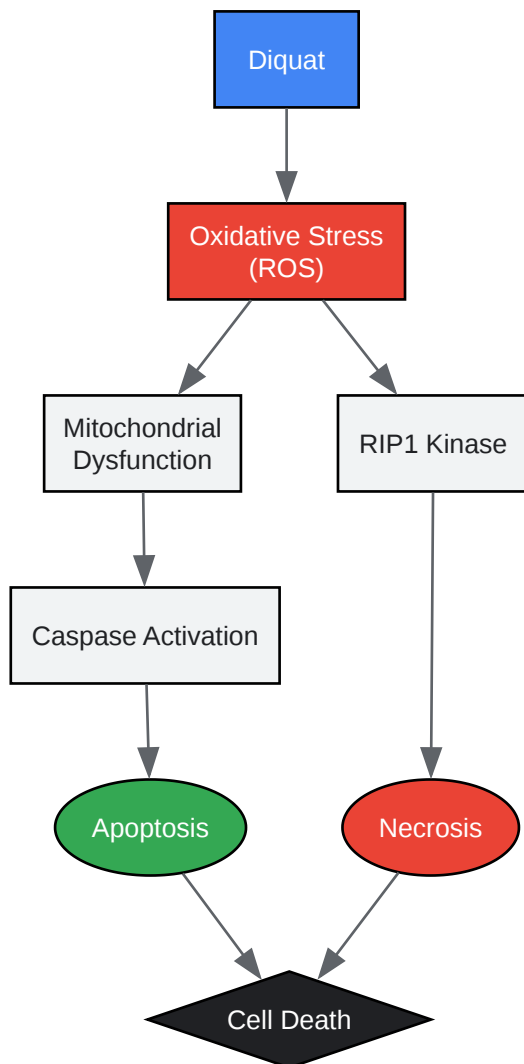 Diquat
Oxidative Stress
(ROS)
Mitochondrial
Dysfunction
RIP1 Kinase
Caspase Activation
Apoptosis
Necrosis
Cell Death